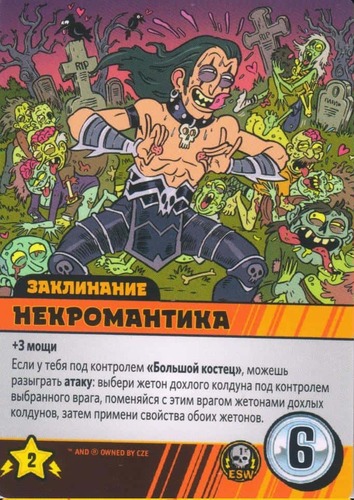 RIP
RIP
ЗАКЛИНАНИЕ
НЕКРОМАНТИКА
+3 мощи
Если у тебя под контролем «Большой костец», можешь
разыграть атаку: выбери жетон дохлого колдуна под контролем
выбранного врага, поменяйся с этим врагом жетонами дохлых
колдунов, затем примени свойства обоих жетонов.
2
™ AND ® OWNED BY CZE
ESW
6